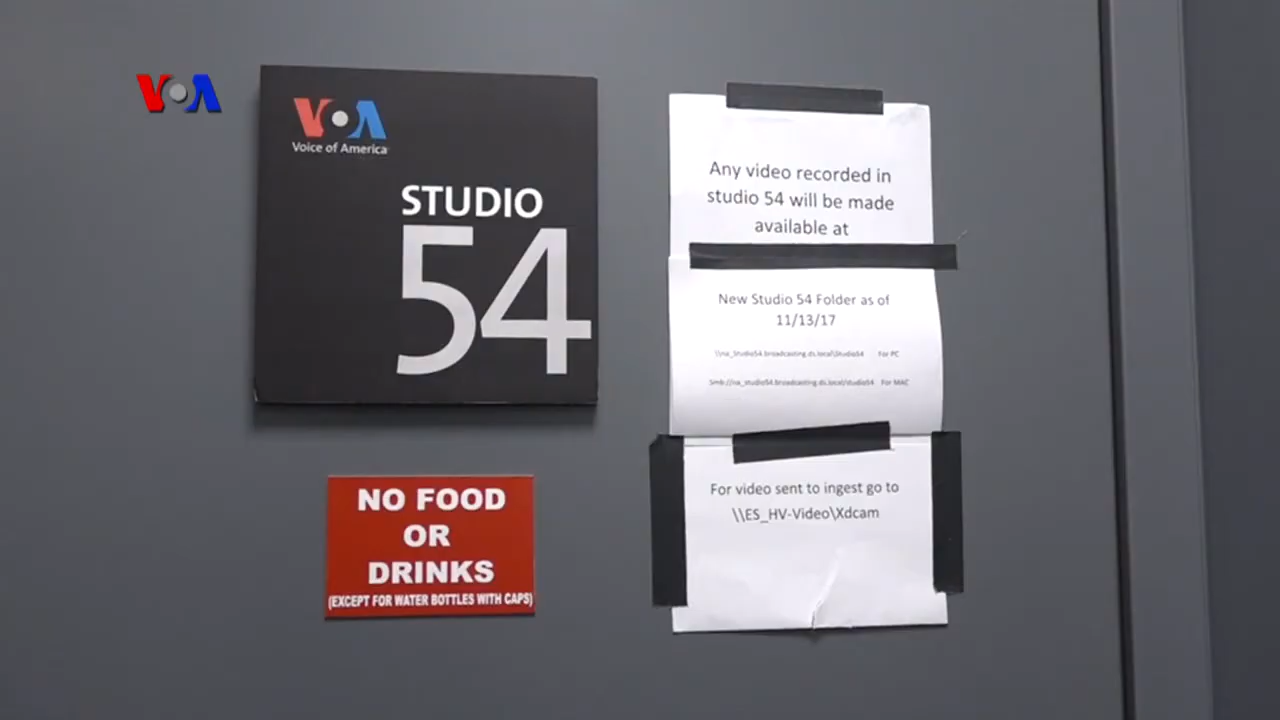 VOA
VOA
Voice of America
STUDIO
54
NO FOOD
OR
DRINKS
(EXCEPT FOR WATER BOTTLES WITH CAPS)
Any video recorded in
studio 54 will be made
available at
New Studio 54 Folder as of
11/13/17
For PC
For MAC
For video sent to ingest go to
\\ES_HV-Video\Xdcam